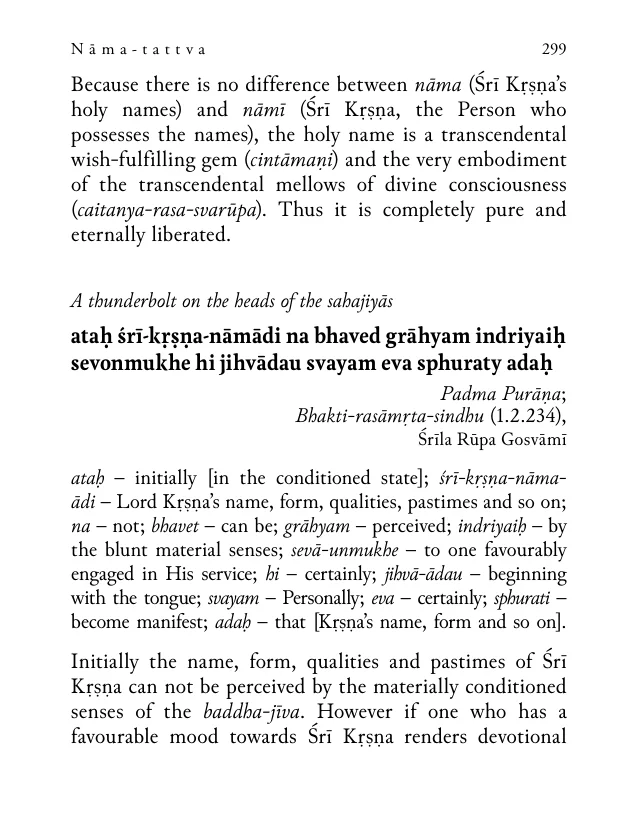 Nāma-tattva 299
Because there is no difference between nāma (Śrī Kṛṣṇa’s
holy names) and nāmī (Śrī Kṛṣṇa, the Person who
possesses the names), the holy name is a transcendental
wish-fulfilling gem (cintāmaṇi) and the very embodiment
of the transcendental mellows of divine consciousness
(caitanya-rasa-svarūpa). Thus it is completely pure and
eternally liberated.
A thunderbolt on the heads of the sahajiyās
ataḥ śrī-kṛṣṇa-nāmādi na bhaved grāhyam indriyaiḥ
sevonmukhe hi jihvādau svayam eva sphuraty adaḥ
Padma Purāṇa;
Bhakti-rasāmṛta-sindhu (1.2.234),
Śrīla Rūpa Gosvāmī
ataḥ – initially [in the conditioned state]; śrī-kṛṣṇa-nāma-
ādi – Lord Kṛṣṇa’s name, form, qualities, pastimes and so on;
na – not; bhavet – can be; grāhyam – perceived; indriyaiḥ – by
the blunt material senses; sevā-unmukhe – to one favourably
engaged in His service; hi – certainly; jihvā-ādau – beginning
with the tongue; svayam – Personally; eva – certainly; sphurati –
become manifest; adaḥ – that [Kṛṣṇa’s name, form and so on].
Initially the name, form, qualities and pastimes of Śrī
Kṛṣṇa can not be perceived by the materially conditioned
senses of the baddha-jīva. However if one who has a
favourable mood towards Śrī Kṛṣṇa renders devotional